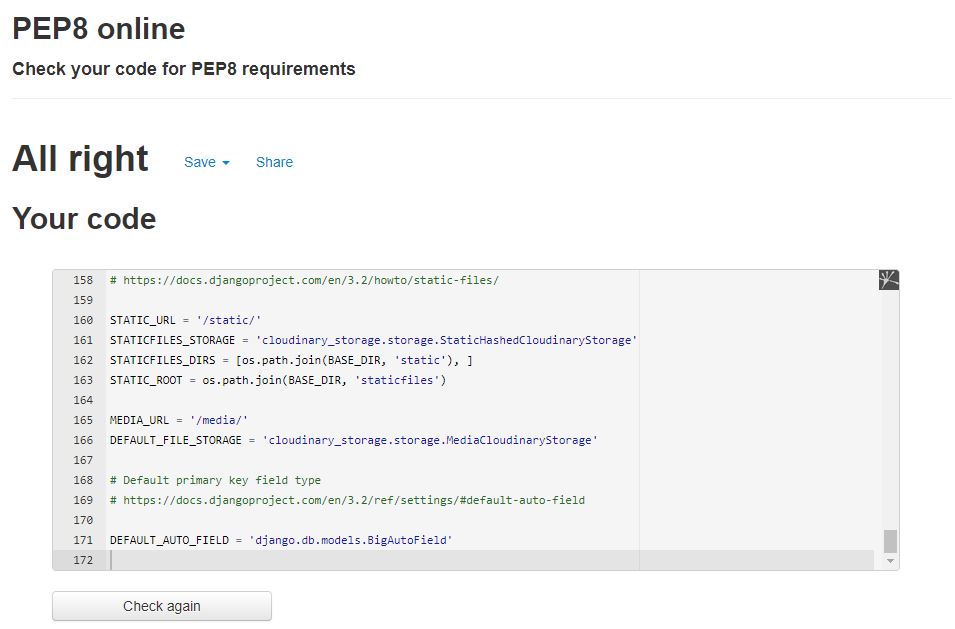 PEP8 online
Check your code for PEP8 requirements
All right Save Share
Your code
158 # https://docs.djangoproject.com/en/3.2/howto/static-files/
159
160 STATIC_URL = '/static/'
161 STATICFILES_STORAGE = 'cloudinary_storage.storage.StaticHashedCloudinaryStorage'
162 STATICFILES_DIRS = [os.path.join(BASE_DIR, 'static'), ]
163 STATIC_ROOT = os.path.join(BASE_DIR, 'staticfiles')
164
165 MEDIA_URL = '/media/'
166 DEFAULT_FILE_STORAGE = 'cloudinary_storage.storage.MediaCloudinaryStorage'
167
168 # Default primary key field type
169 # https://docs.djangoproject.com/en/3.2/ref/settings/#default-auto-field
170
171 DEFAULT_AUTO_FIELD = 'django.db.models.BigAutoField'
172
Check again